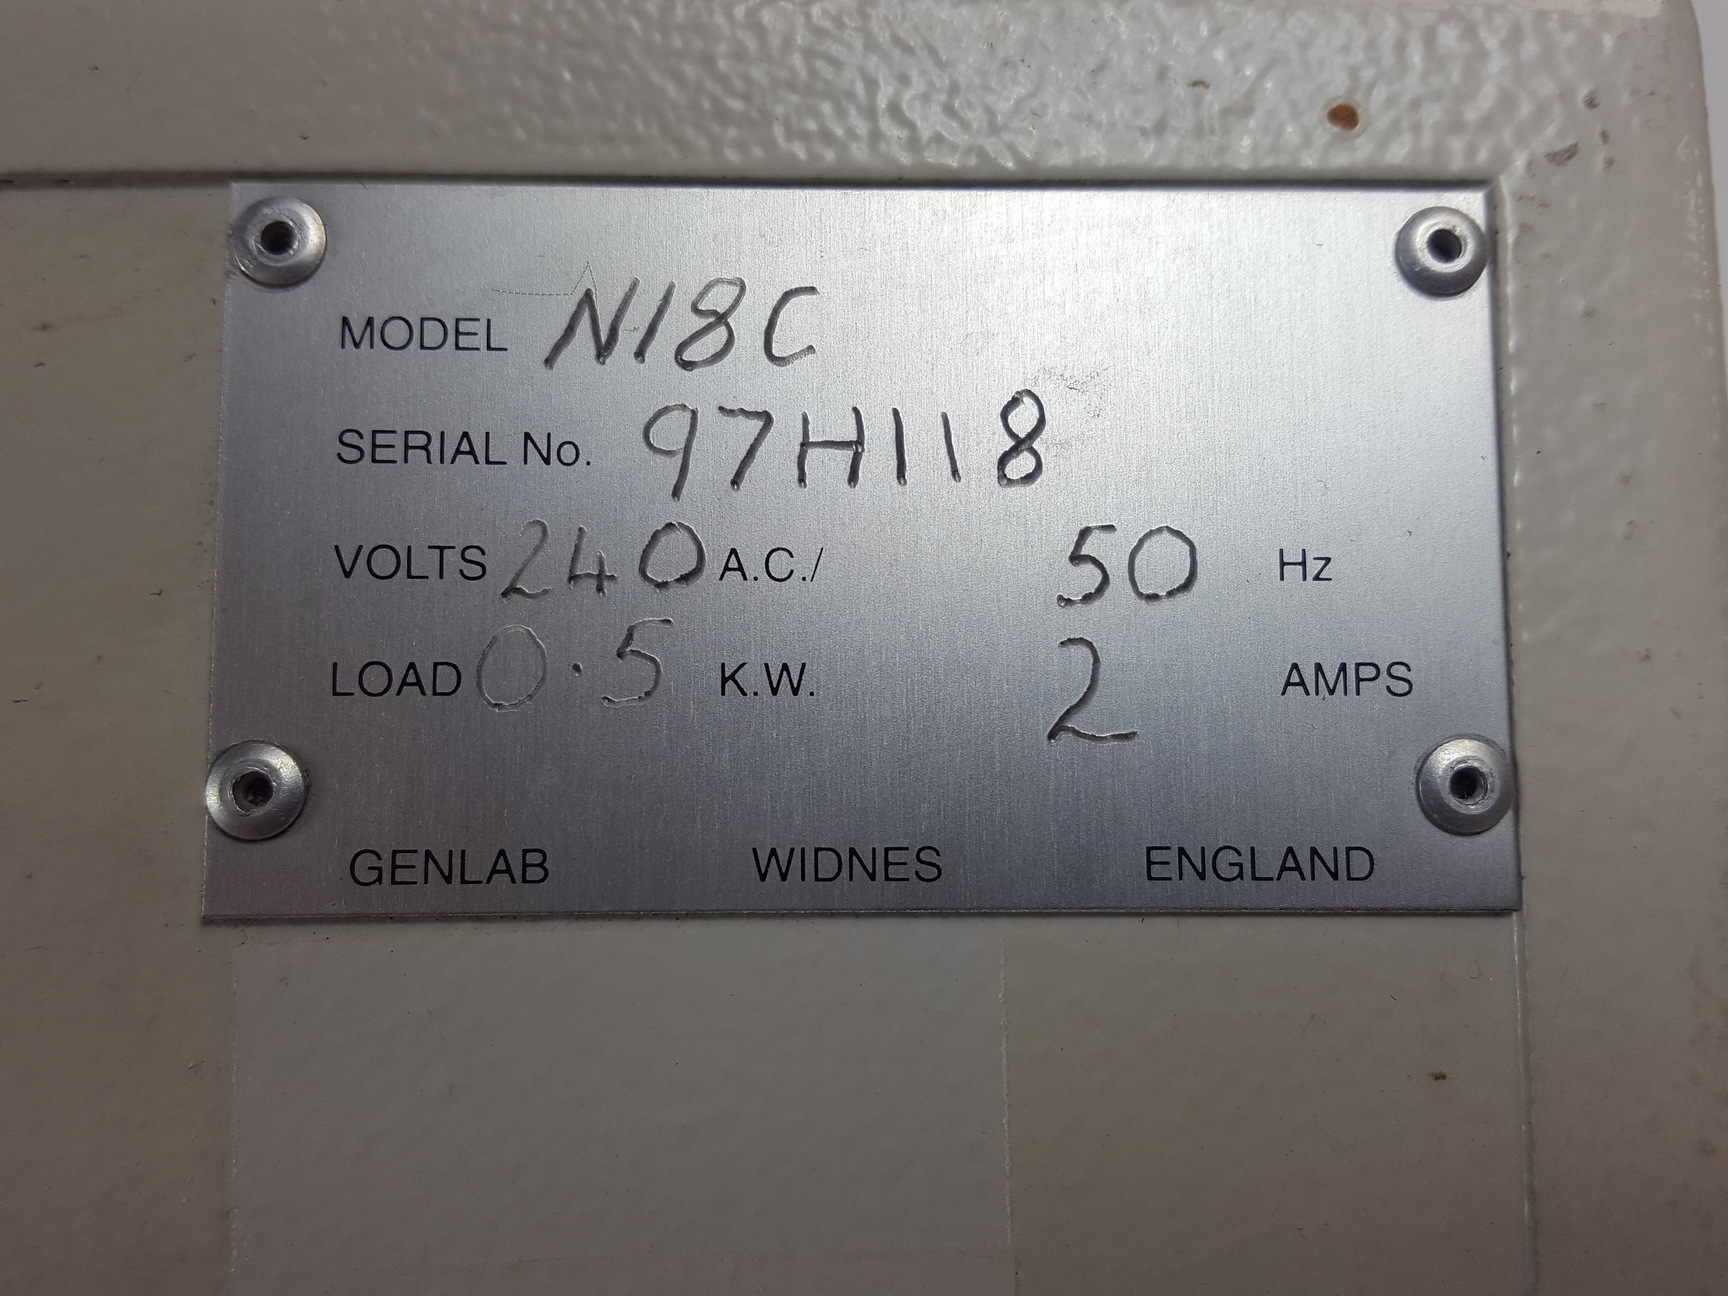 MODEL N18C
SERIAL No. 97H118
VOLTS 240 A.C./ 50 Hz
LOAD 0.5 K.W. 2 AMPS
GENLAB WIDNES ENGLAND